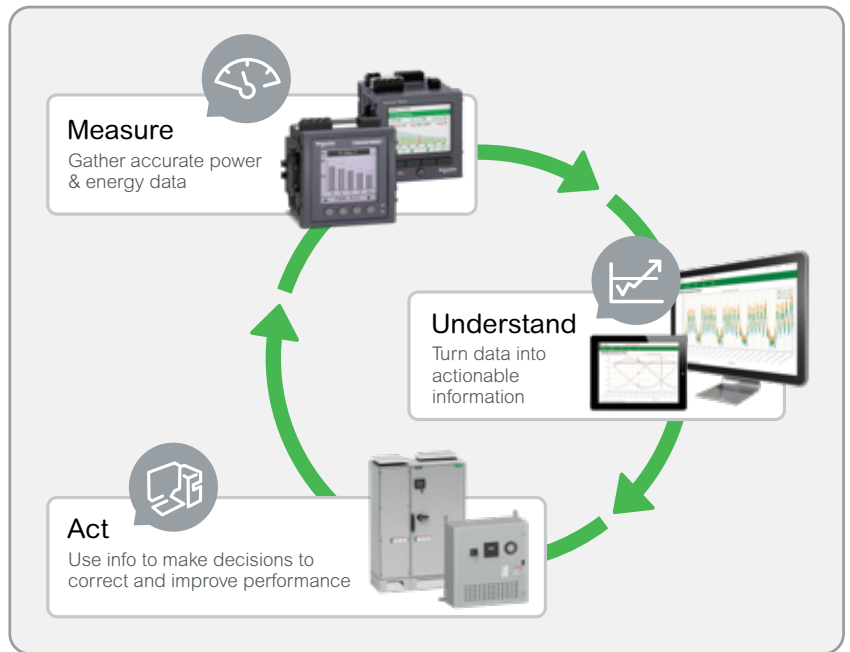 Measure
Gather accurate power
& energy data
Understand
Turn data into
actionable
information
Act
Use info to make decisions to
correct and improve performance